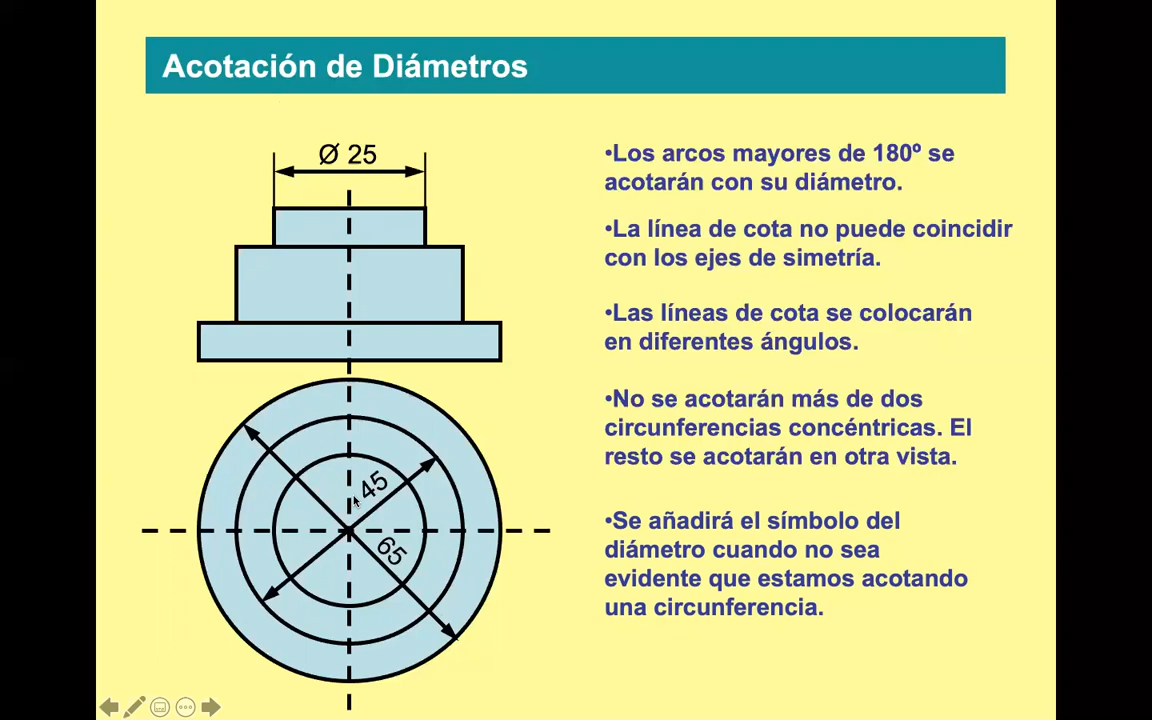 Acotación de Diámetros
Ø 25
45
65
•Los arcos mayores de 180º se
acotarán con su diámetro.
•La línea de cota no puede coincidir
con los ejes de simetría.
•Las líneas de cota se colocarán
en diferentes ángulos.
•No se acotarán más de dos
circunferencias concéntricas. El
resto se acotarán en otra vista.
•Se añadirá el símbolo del
diámetro cuando no sea
evidente que estamos acotando
una circunferencia.